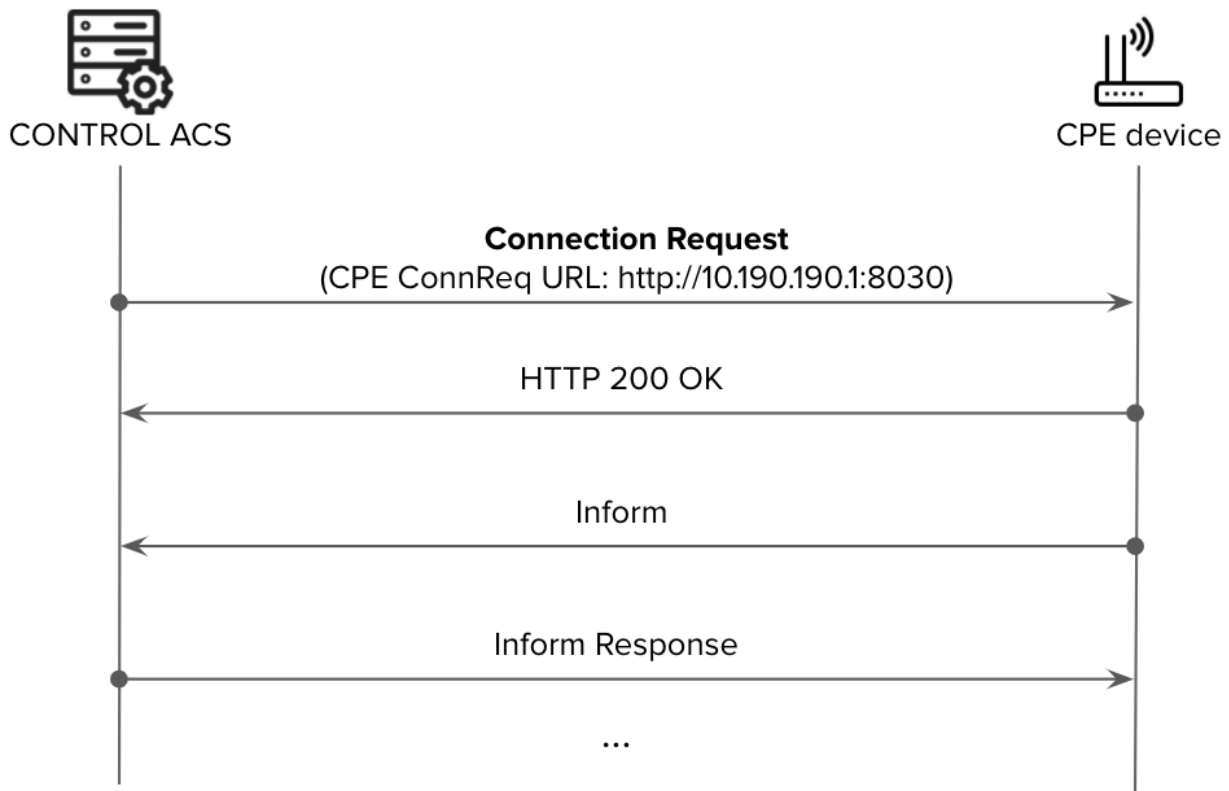 CONTROL ACS
CPE device
Connection Request
(CPE ConnReq URL: http://10.190.190.1:8030)
HTTP 200 OK
Inform
Inform Response
...